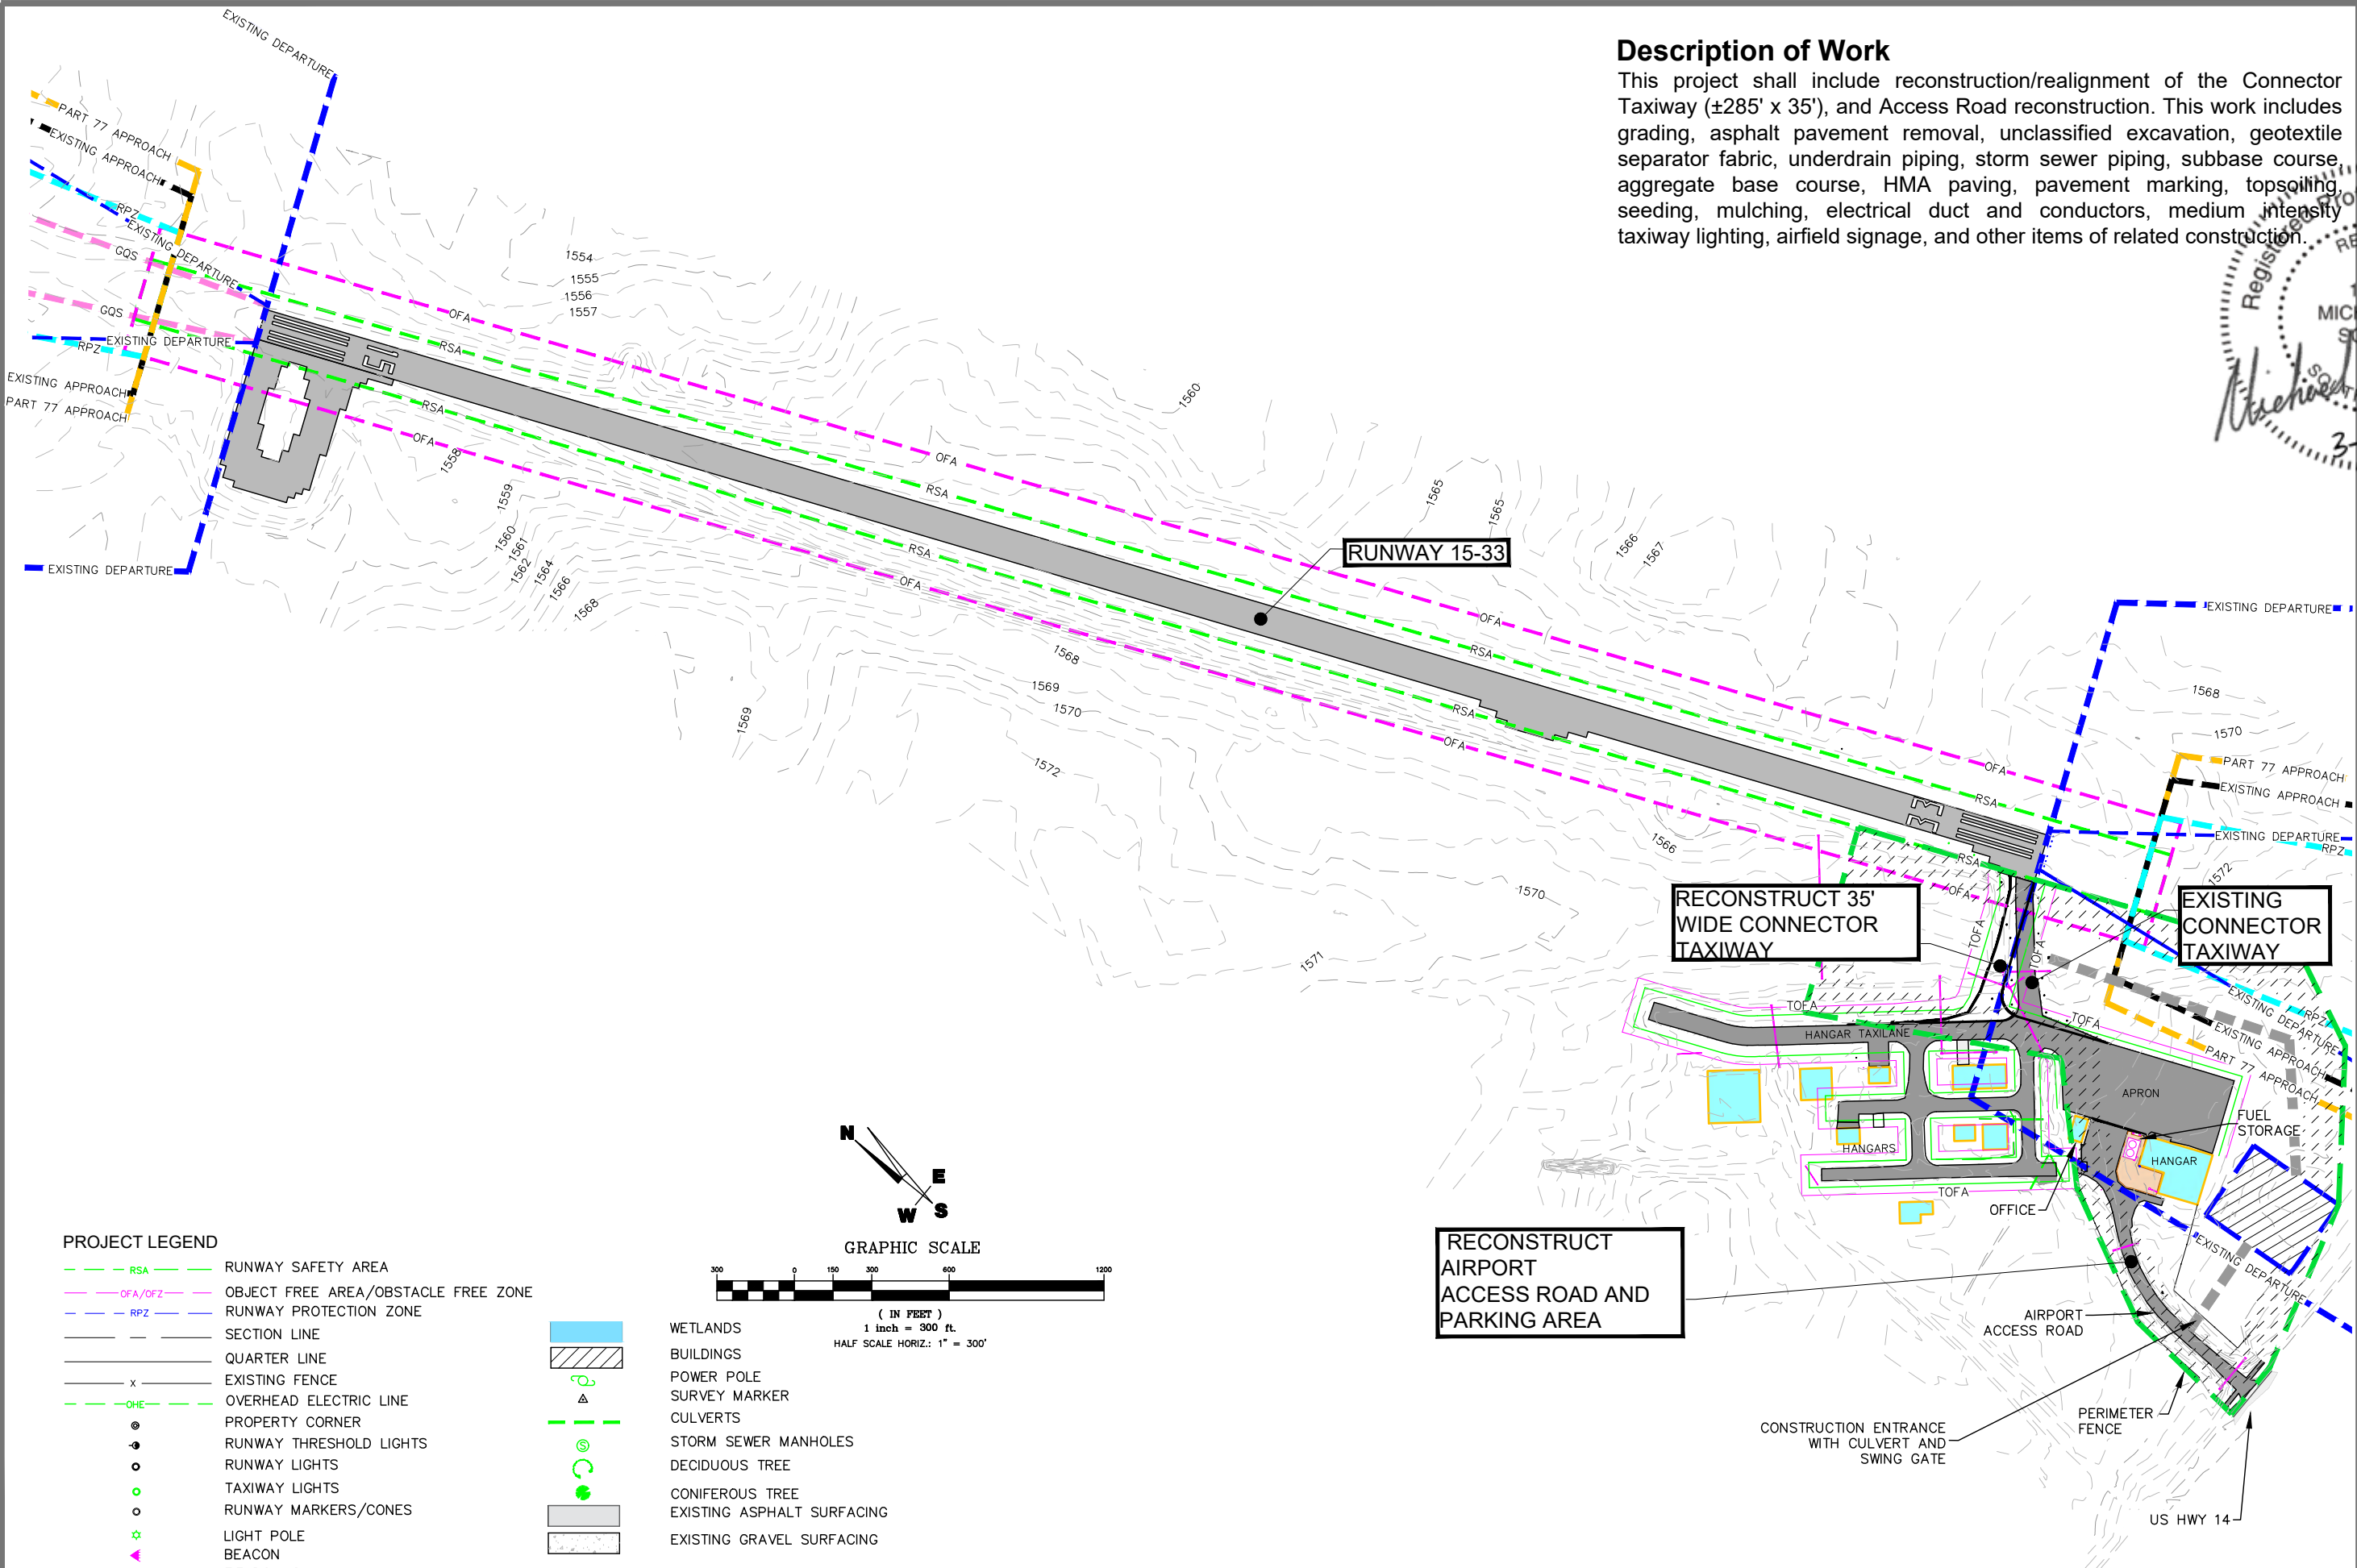 Description of Work
This project shall include reconstruction/realignment of the Connector
Taxiway (±285' x 35'), and Access Road reconstruction. This work includes
grading, asphalt pavement removal, unclassified excavation, geotextile
separator fabric, underdrain piping, storm sewer piping, subbase course,
aggregate base course, HMA paving, pavement marking, topsoiling,
seeding, mulching, electrical duct and conductors, medium intensity
taxiway lighting, airfield signage, and other items of related construction.
Registered
MIC
3-
EXISTING DEPARTURE
PART 77 APPROACH
EXISTING APPROACH
RPZ
EXISTING DEPARTURE
GQS
GQS
EXISTING DEPARTURE
RPZ
EXISTING APPROACH
PART 77 APPROACH
EXISTING DEPARTURE
15
1554
1555
1556
1557
OFA
RSA
RSA
OFA
1558
1559
1560
1561
1562
1564
1566
1568
1560
OFA
RSA
RSA
OFA
1565
1565
1566
1567
RUNWAY 15-33
1568
1569
1570
1569
1572
OFA
RSA
RSA
OFA
1566
1570
1571
OFA
RSA
33
RSA
OFA
EXISTING DEPARTURE
1568
1570
PART 77 APPROACH
EXISTING APPROACH
EXISTING DEPARTURE
RPZ
1572
RECONSTRUCT 35'
WIDE CONNECTOR
TAXIWAY
EXISTING
CONNECTOR
TAXIWAY
TOFA
TOFA
TOFA
TOFA
EXISTING DEPARTURE
RPZ
EXISTING APPROACH
PART 77 APPROACH
HANGAR TAXILANE
APRON
FUEL
STORAGE
HANGARS
HANGAR
TOFA
OFFICE
EXISTING DEPARTURE
RECONSTRUCT
AIRPORT
ACCESS ROAD AND
PARKING AREA
AIRPORT
ACCESS ROAD
PERIMETER
FENCE
CONSTRUCTION ENTRANCE
WITH CULVERT AND
SWING GATE
US HWY 14
N
E
W
S
GRAPHIC SCALE
300 0 150 300 600 1200
( IN FEET )
1 inch = 300 ft.
HALF SCALE HORIZ.: 1" = 300'
PROJECT LEGEND
RSA RUNWAY SAFETY AREA
OFA/OFZ OBJECT FREE AREA/OBSTACLE FREE ZONE
RPZ RUNWAY PROTECTION ZONE
SECTION LINE
QUARTER LINE
X EXISTING FENCE
OHE OVERHEAD ELECTRIC LINE
PROPERTY CORNER
RUNWAY THRESHOLD LIGHTS
RUNWAY LIGHTS
TAXIWAY LIGHTS
RUNWAY MARKERS/CONES
LIGHT POLE
BEACON
WETLANDS
BUILDINGS
POWER POLE
SURVEY MARKER
CULVERTS
S STORM SEWER MANHOLES
DECIDUOUS TREE
CONIFEROUS TREE
EXISTING ASPHALT SURFACING
EXISTING GRAVEL SURFACING